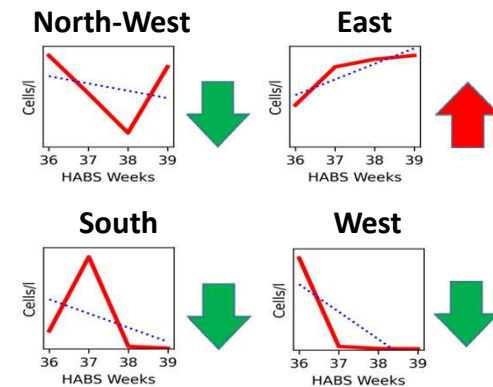 North-West
Cells/l
36 37 38 39
HABS Weeks
East
Cells/l
36 37 38 39
HABS Weeks
South
Cells/l
36 37 38 39
HABS Weeks
West
Cells/l
36 37 38 39
HABS Weeks